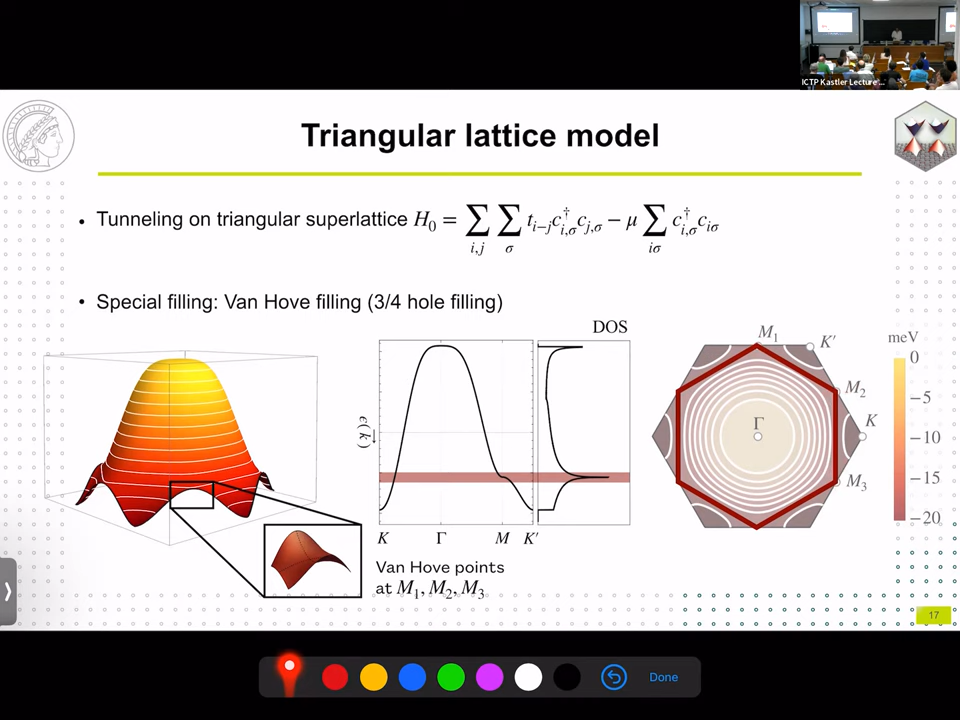 ICTP Kastler Lecture ...
Triangular lattice model
• Tunneling on triangular superlattice H₀ = ∑_{i,j} ∑_σ t_{i−j} c†_{i,σ} c_{j,σ} − μ ∑_{iσ} c†_{i,σ} c_{iσ}
• Special filling: Van Hove filling (3/4 hole filling)
DOS
ϵ(k⃗)
K Γ M K′
Van Hove points
at M₁, M₂, M₃
M₁
K′
M₂
K
Γ
M₃
meV
0
−5
−10
−15
−20
17
Done